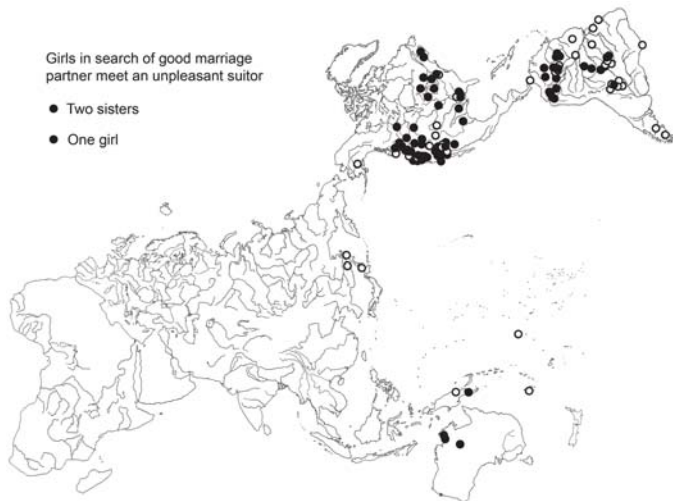 Girls in search of good marriage
partner meet an unpleasant suitor
Two sisters
One girl